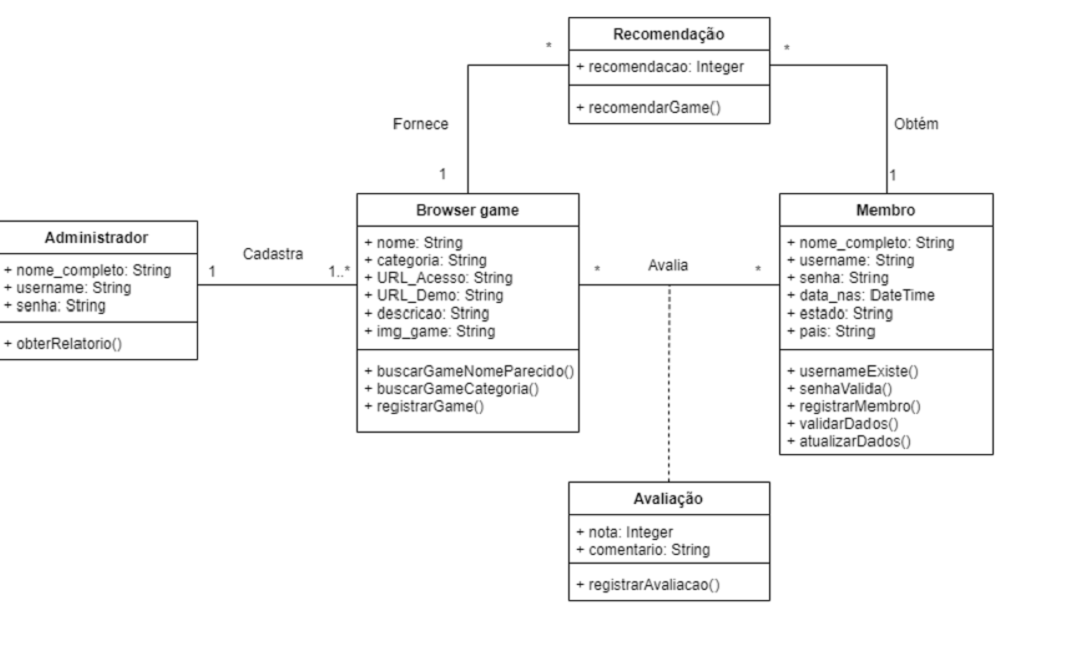 Recomendação
+ recomendacao: Integer
+ recomendarGame()
*
*
Fornece
Obtém
1
1
Administrador
+ nome_completo: String
+ username: String
+ senha: String
+ obterRelatorio()
Cadastra
1
1..*
Browser game
+ nome: String
+ categoria: String
+ URL_Acesso: String
+ URL_Demo: String
+ descricao: String
+ img_game: String
+ buscarGameNomeParecido()
+ buscarGameCategoria()
+ registrarGame()
Avalia
*
*
Membro
+ nome_completo: String
+ username: String
+ senha: String
+ data_nas: DateTime
+ estado: String
+ pais: String
+ usernameExiste()
+ senhaValida()
+ registrarMembro()
+ validarDados()
+ atualizarDados()
Avaliação
+ nota: Integer
+ comentario: String
+ registrarAvaliacao()